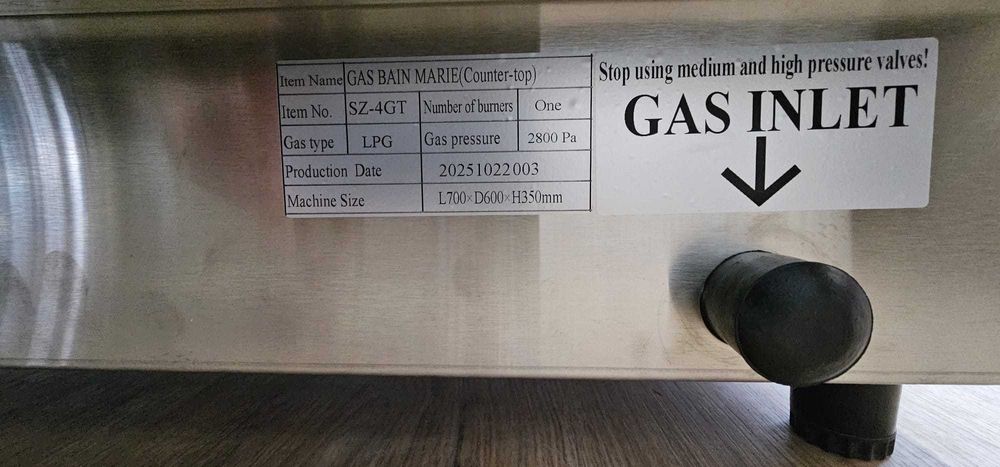 Item Name GAS BAIN MARIE(Counter-top)
Item No. SZ-4GT Number of burners One
Gas type LPG Gas pressure 2800 Pa
Production Date 20251022003
Machine Size L700×D600×H350mm
Stop using medium and high pressure valves!
GAS INLET